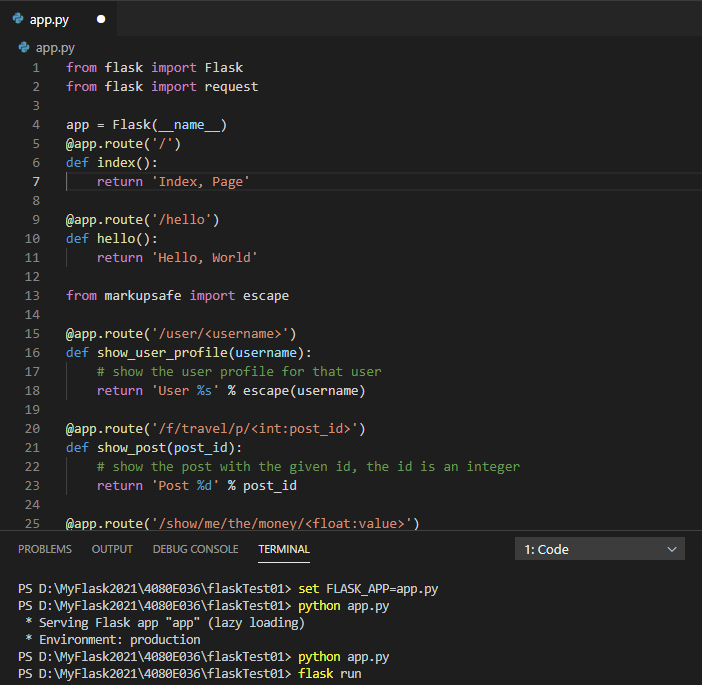 app.py
app.py
1 from flask import Flask
2 from flask import request
3
4 app = Flask(__name__)
5 @app.route('/')
6 def index():
7     return 'Index, Page'
8
9 @app.route('/hello')
10 def hello():
11     return 'Hello, World'
12
13 from markupsafe import escape
14
15 @app.route('/user/<username>')
16 def show_user_profile(username):
17     # show the user profile for that user
18     return 'User %s' % escape(username)
19
20 @app.route('/f/travel/p/<int:post_id>')
21 def show_post(post_id):
22     # show the post with the given id, the id is an integer
23     return 'Post %d' % post_id
24
25 @app.route('/show/me/the/money/<float:value>')
PROBLEMS OUTPUT DEBUG CONSOLE TERMINAL 1: Code
PS D:\MyFlask2021\4080E036\flaskTest01> set FLASK_APP=app.py
PS D:\MyFlask2021\4080E036\flaskTest01> python app.py
 * Serving Flask app "app" (lazy loading)
 * Environment: production
PS D:\MyFlask2021\4080E036\flaskTest01> python app.py
PS D:\MyFlask2021\4080E036\flaskTest01> flask run